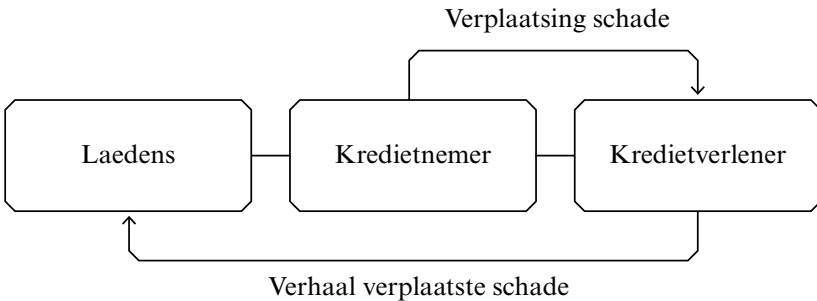 Verplaatsing schade
Laedens
Kredietnemer
Kredietverlener
Verhaal verplaatste schade